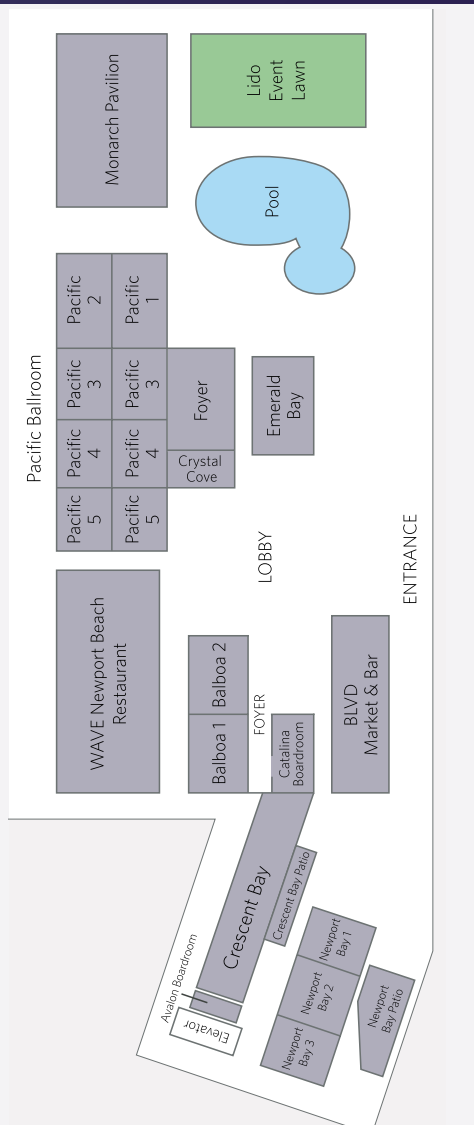 Monarch Pavilion
Lido
Event
Lawn
Pool
Pacific Ballroom
Pacific
2
Pacific
1
Pacific
3
Pacific
3
Pacific
4
Pacific
4
Pacific
5
Pacific
5
Foyer
Crystal
Cove
Emerald
Bay
LOBBY
ENTRANCE
WAVE Newport Beach
Restaurant
Balboa 2
Balboa 1
FOYER
Catalina
Boardroom
BLVD
Market & Bar
Crescent Bay
Crescent Bay Patio
Avalon Boardroom
Elevator
Newport
Bay 1
Newport
Bay 2
Newport
Bay 3
Newport
Bay Patio